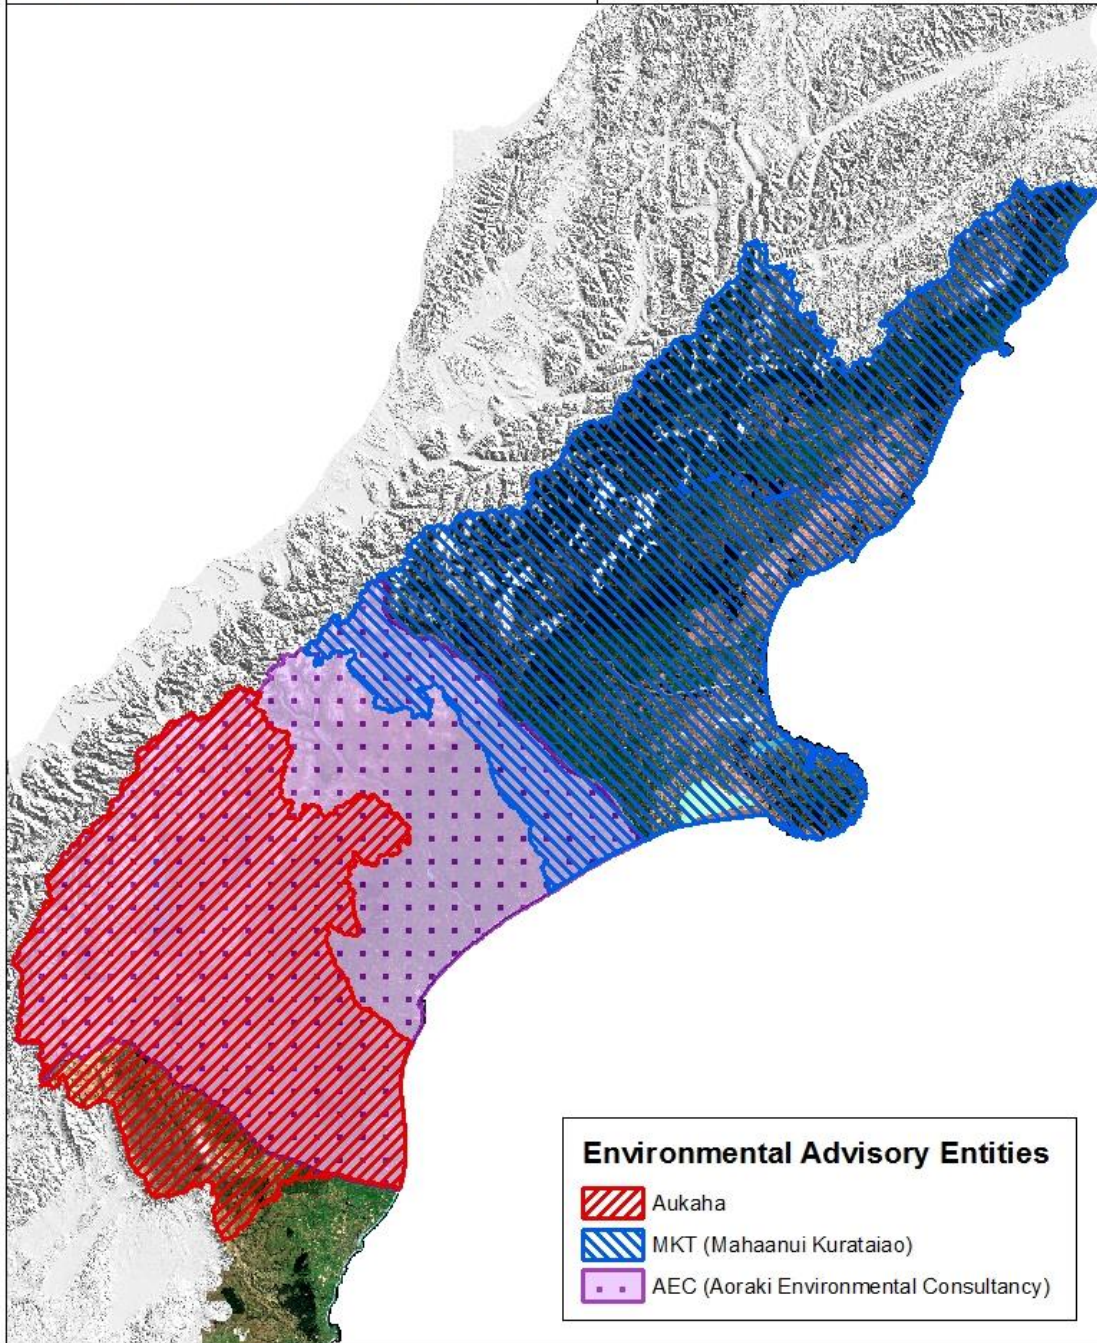 Environmental Advisory Entities
Aukaha
MKT (Mahaanui Kurataiao)
AEC (Aoraki Environmental Consultancy)